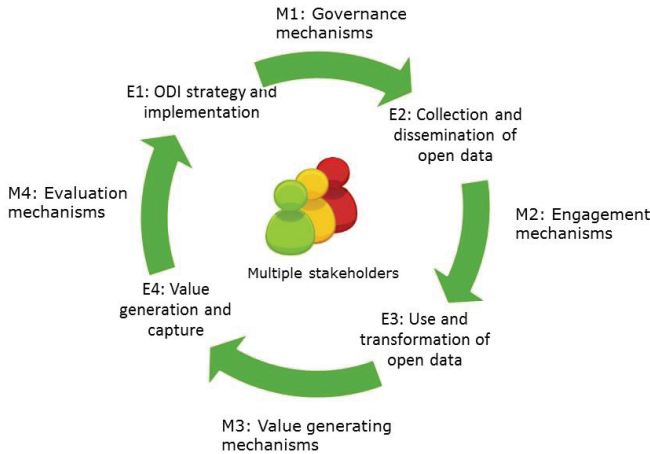 M1: Governance
mechanisms
E1: ODI strategy and
implementation
E2: Collection and
dissemination of
open data
M4: Evaluation
mechanisms
M2: Engagement
mechanisms
Multiple stakeholders
E4: Value
generation and
capture
E3: Use and
transformation of
open data
M3: Value generating
mechanisms